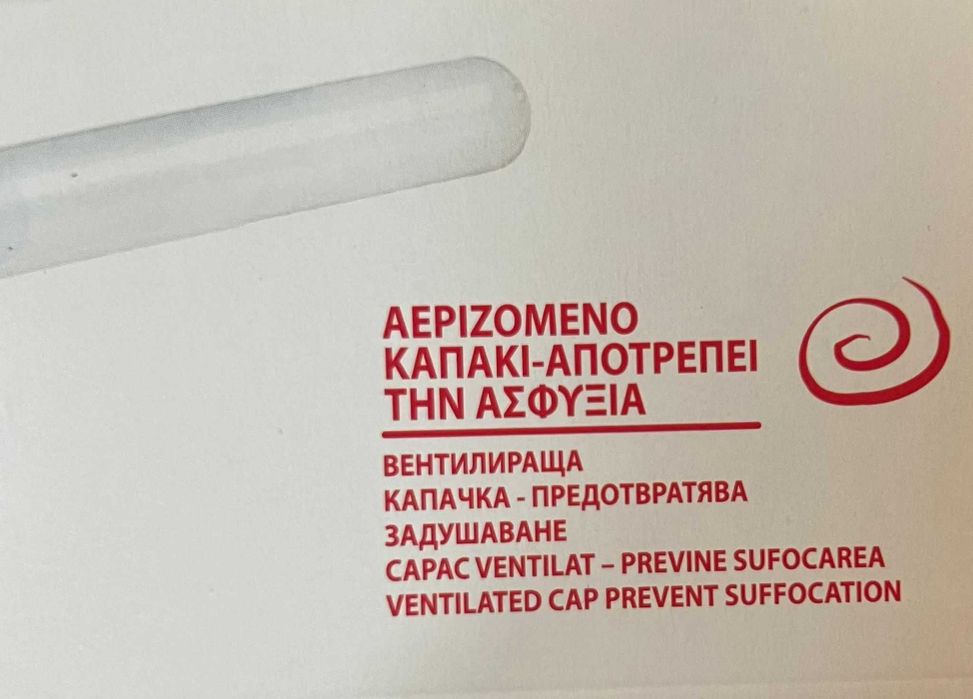 ΑΕΡΙΖΟΜΕΝΟ
ΚΑΠΑΚΙ-ΑΠΟΤΡΕΠΕΙ
ΤΗΝ ΑΣΦΥΞΙΑ
ВЕНТИЛИРАЩА
КАПАЧКА - ПРЕДОТВРАТЯВА
ЗАДУШАВАНЕ
CAPAC VENTILAT – PREVINE SUFOCAREA
VENTILATED CAP PREVENT SUFFOCATION